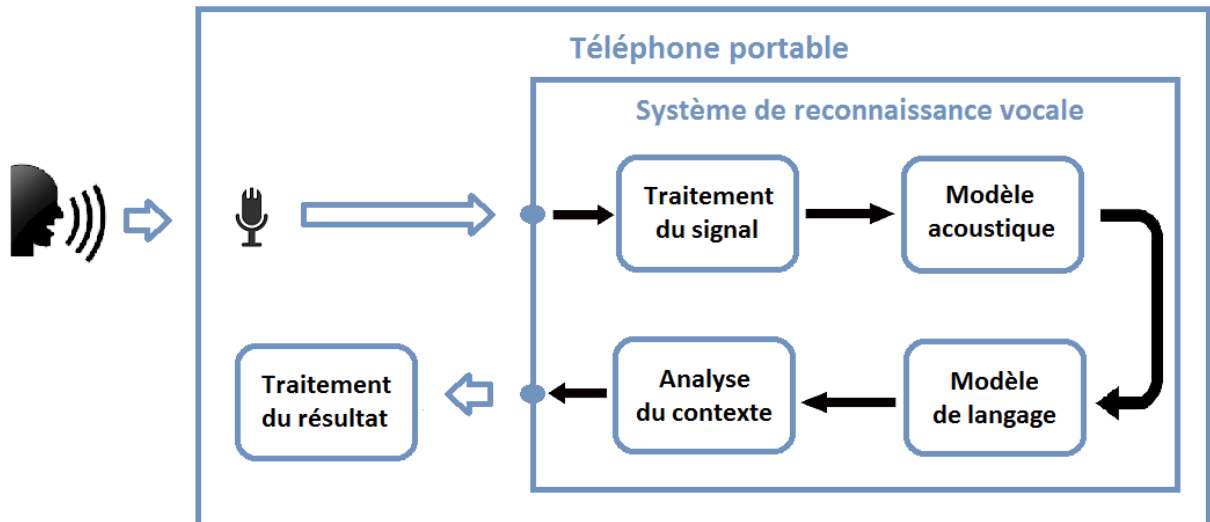 Téléphone portable
Système de reconnaissance vocale
Traitement
du signal
Modèle
acoustique
Traitement
du résultat
Analyse
du contexte
Modèle
de langage